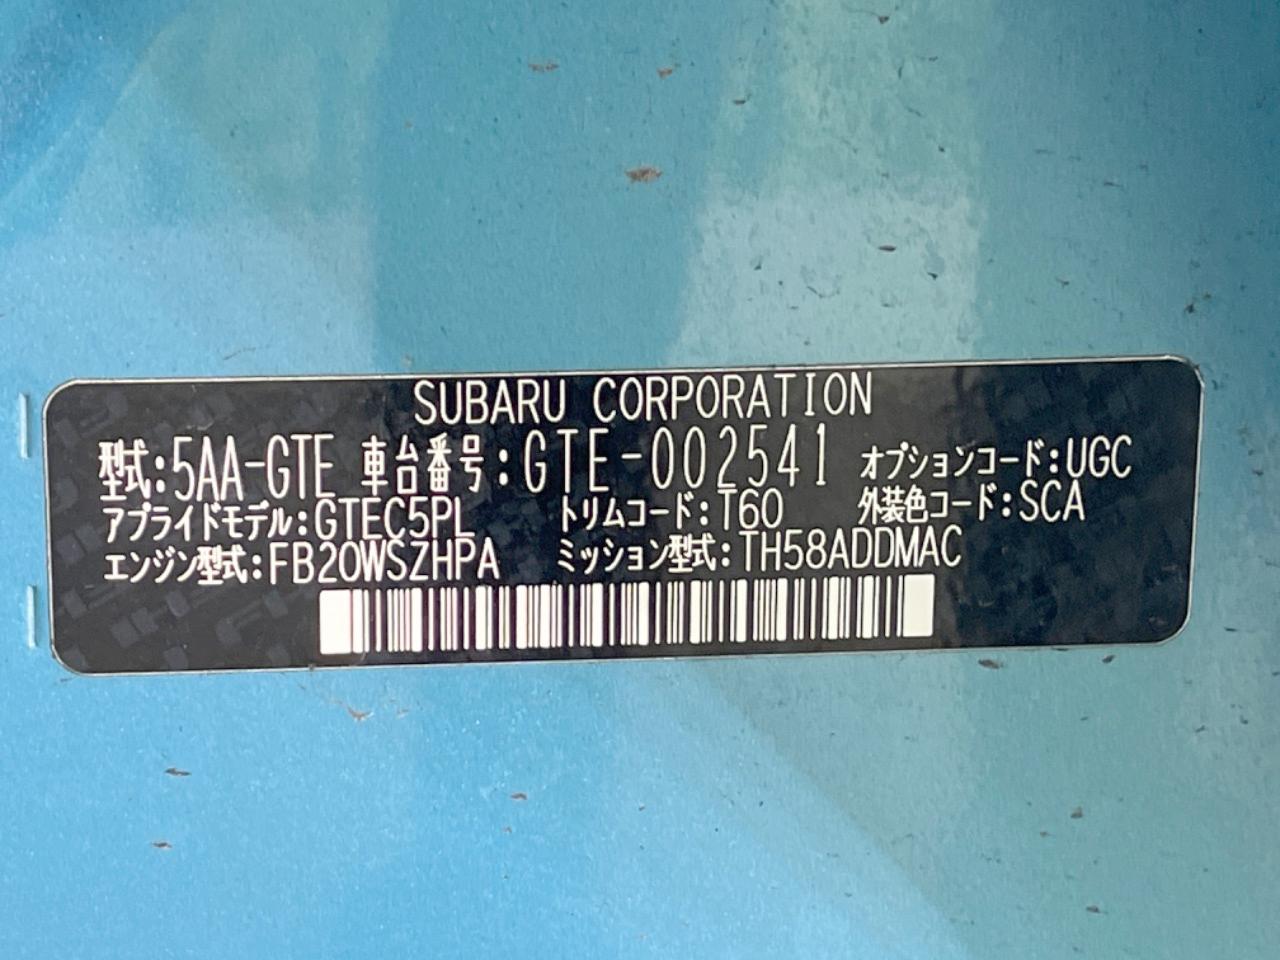 SUBARU CORPORATION
型式:5AA-GTE 車台番号:GTE-002541 オプションコード:UGC
アプライドモデル:GTEC5PL トリムコード:T60 外装色コード:SCA
エンジン型式:FB20WSZHPA ミッション型式:TH58ADDMAC